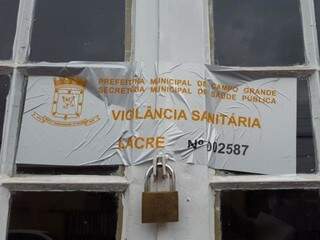 PREFEITURA MUNICIPAL DE CAMPO GRANDE
SECRETARIA MUNICIPAL DE SAÚDE PÚBLICA
VIGILÂNCIA SANITÁRIA
LACRE Nº 002587